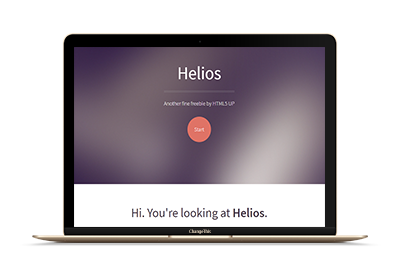 Helios
Another fine freebie by HTML5 UP
Start
Hi. You're looking at Helios.
Change This